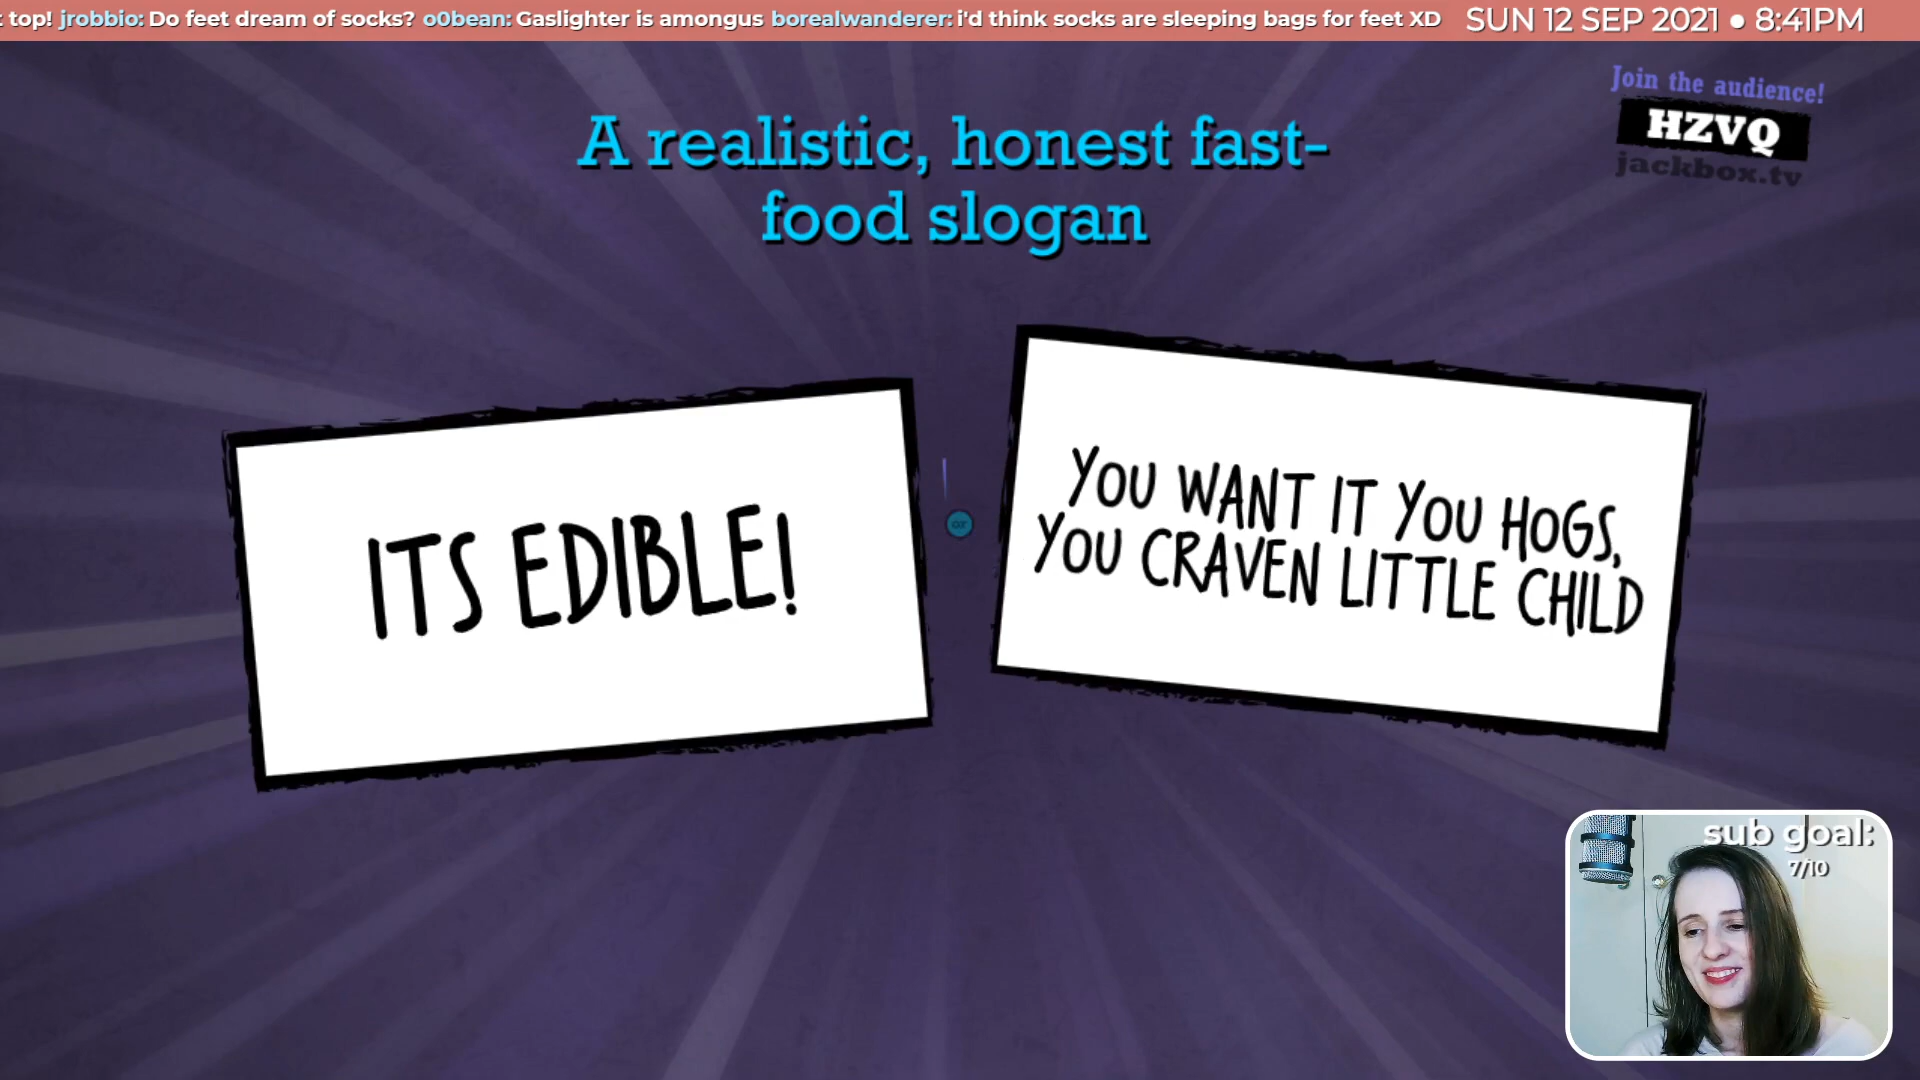 top! jrobbio: Do feet dream of socks? o0bean: Gaslighter is amongus borealwanderer: i'd think socks are sleeping bags for feet XD
SUN 12 SEP 2021 ● 8:41PM
Join the audience!
HZVQ
jackbox.tv
A realistic, honest fast-
food slogan
ITS EDIBLE!
or
YOU WANT IT YOU HOGS,
YOU CRAVEN LITTLE CHILD
sub goal:
7/10